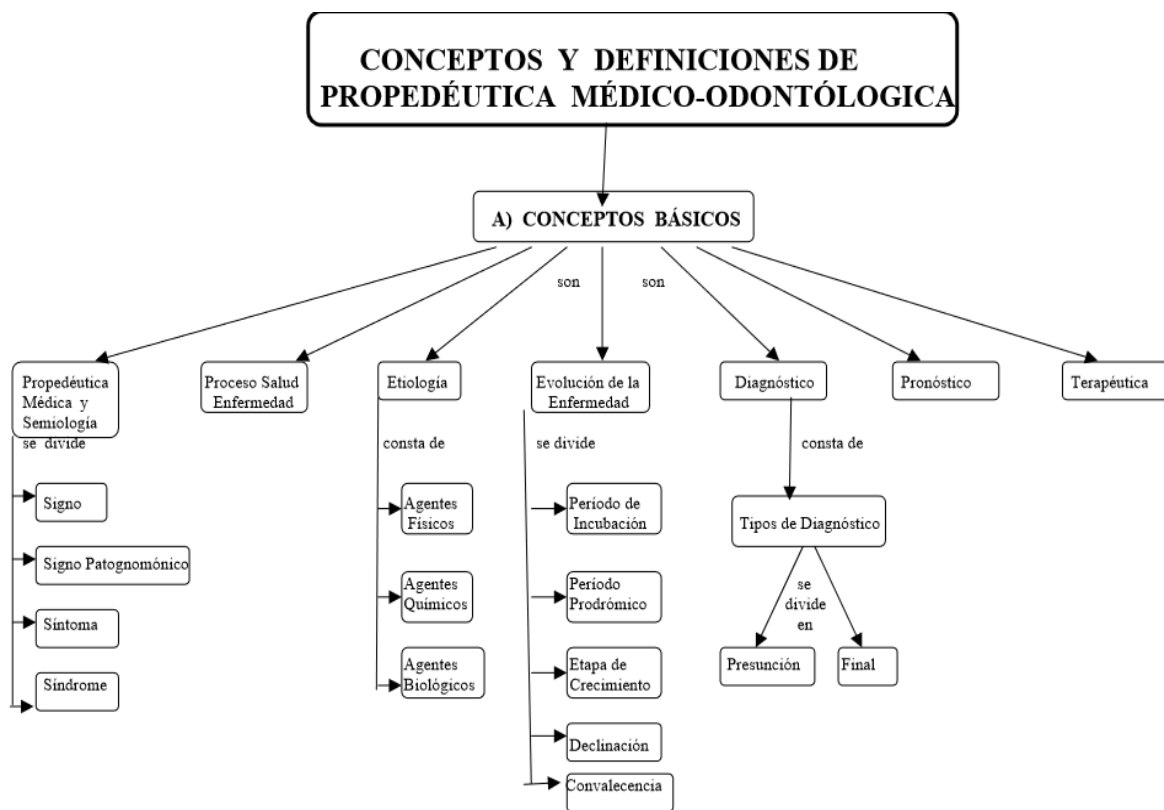 CONCEPTOS Y DEFINICIONES DE
PROPEDÉUTICA MÉDICO-ODONTÓLOGICA
A) CONCEPTOS BÁSICOS
son
son
Propedéutica
Médica y
Semiología
Proceso Salud
Enfermedad
Etiología
Evolución de la
Enfermedad
Diagnóstico
Pronóstico
Terapéutica
se divide
consta de
se divide
consta de
Signo
Signo Patognomónico
Síntoma
Síndrome
Agentes
Físicos
Agentes
Químicos
Agentes
Biológicos
Período de
Incubación
Período
Prodrómico
Etapa de
Crecimiento
Declinación
Convalecencia
Tipos de Diagnóstico
se
divide
en
Presunción
Final